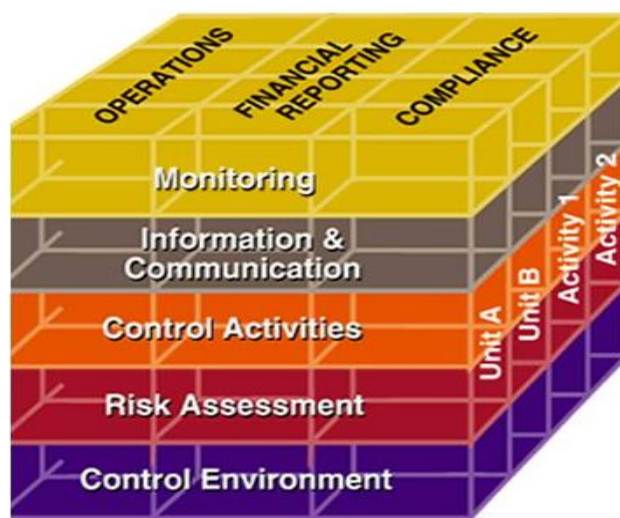 OPERATIONS
FINANCIAL
REPORTING
COMPLIANCE
Monitoring
Information &
Communication
Control Activities
Risk Assessment
Control Environment
Unit A
Unit B
Activity 1
Activity 2